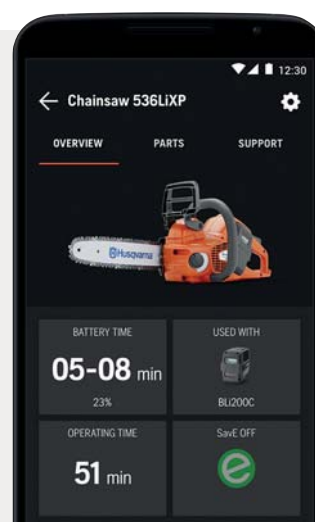 12:30
Chainsaw 536LiXP
OVERVIEW PARTS SUPPORT
Husqvarna
BATTERY TIME
05-08 min
23%
USED WITH
BLi200C
OPERATING TIME
51 min
SavE OFF
e